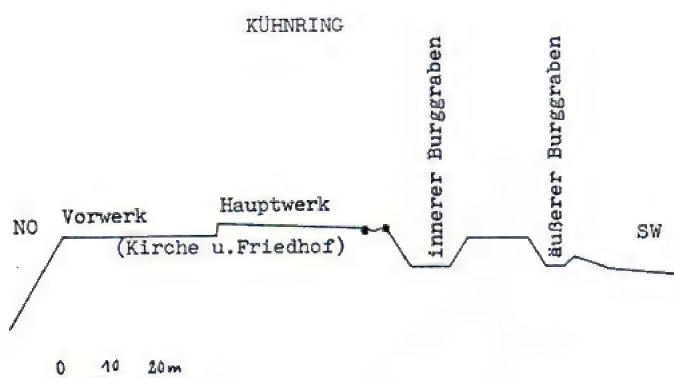 KÜHNRING
innerer Burggraben
äußerer Burggraben
Hauptwerk
NO Vorwerk
SW
(Kirche u.Friedhof)
0 10 20m